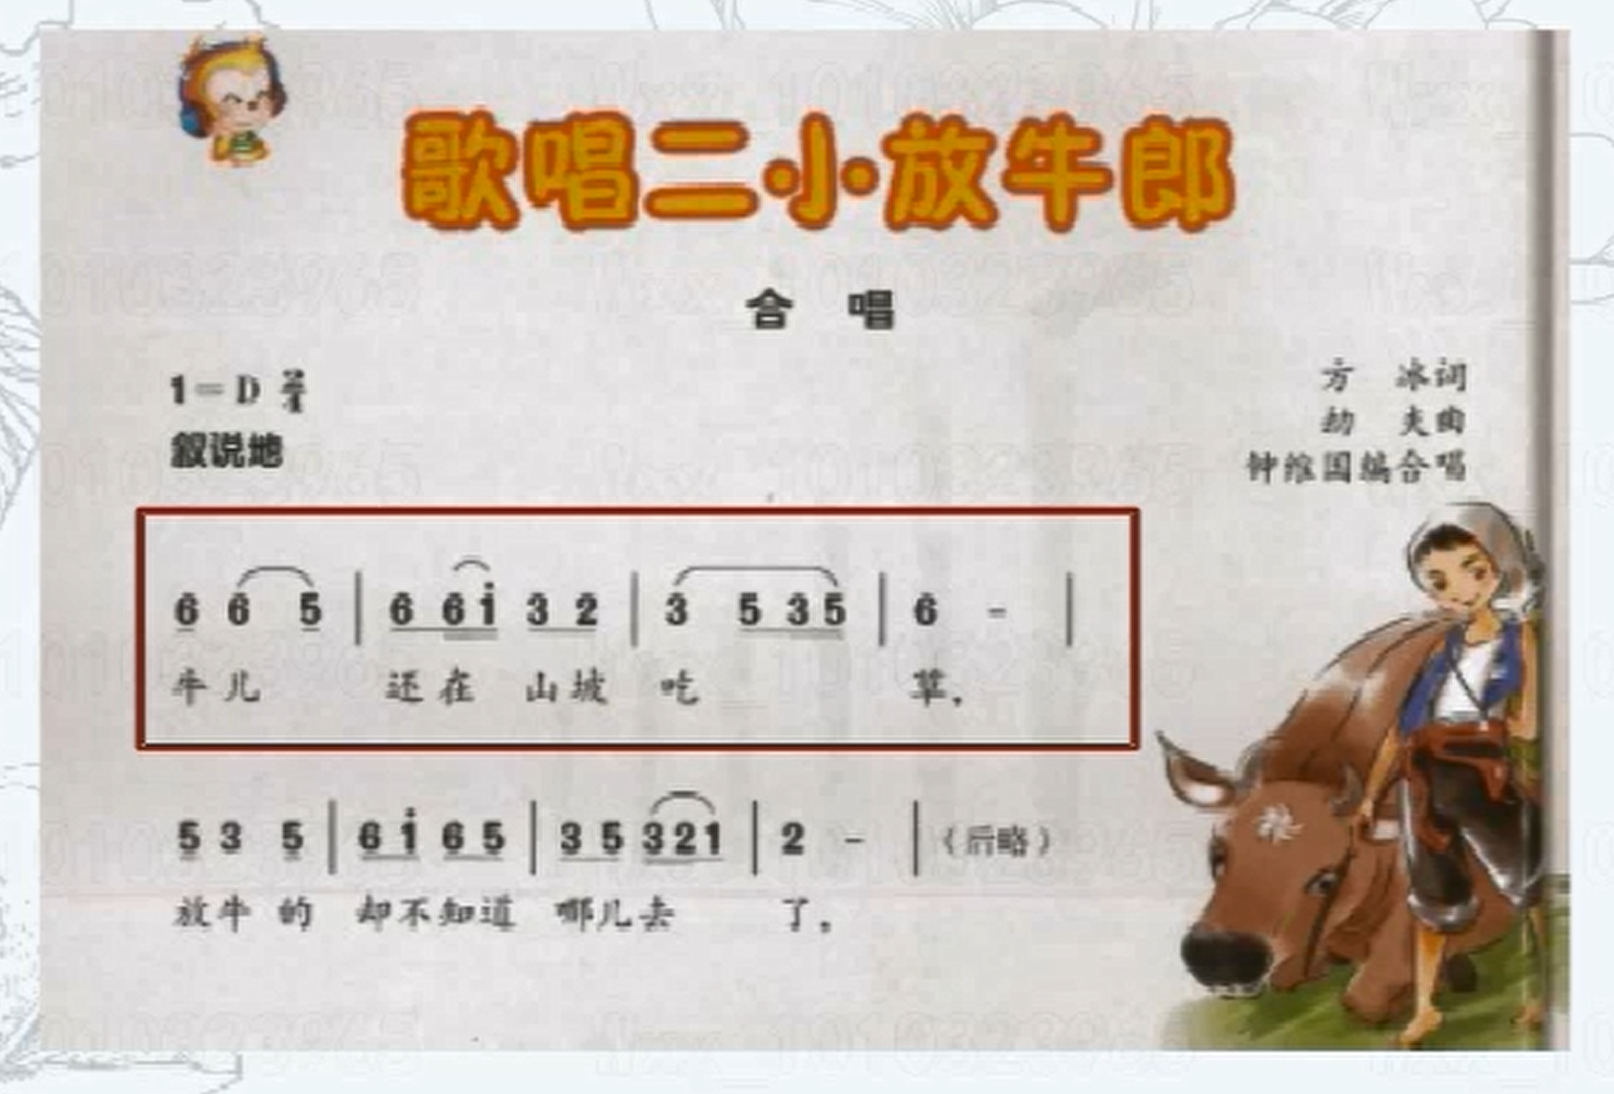 歌唱二小放牛郎
合 唱
1=D 2/4
叙说地
方 冰词
劫 夫曲
钟维国编合唱
6 6 5 | 6 6 i 3 2 | 3 5 3 5 | 6 - |
牛儿 还在 山坡 吃 草，
5 3 5 | 6 i 6 5 | 3 5 3 2 1 | 2 - | （后略）
放牛 的 却不知道 哪儿去 了。